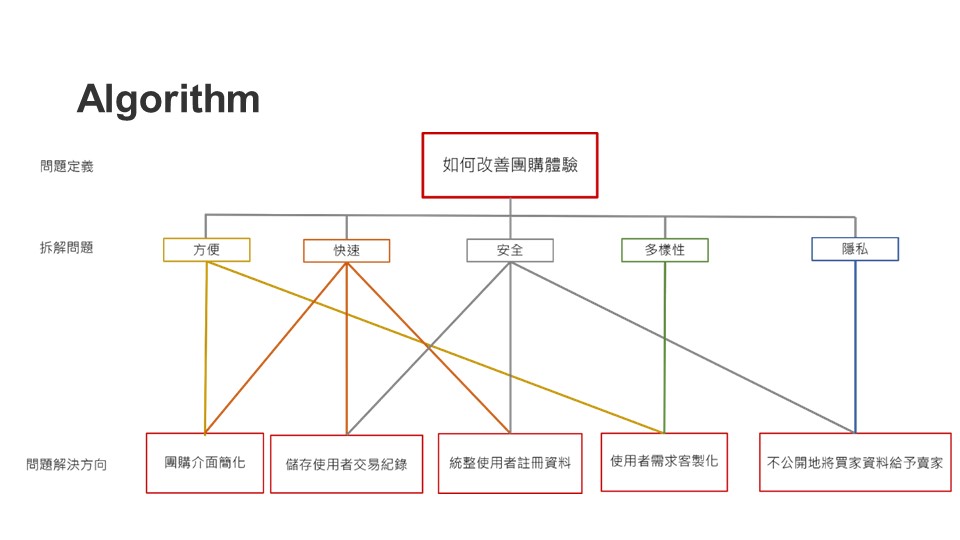 Algorithm
問題定義
如何改善團購體驗
拆解問題
方便
快速
安全
多樣性
隱私
問題解決方向
團購介面簡化
儲存使用者交易紀錄
統整使用者註冊資料
使用者需求客製化
不公開地將買家資料給予賣家